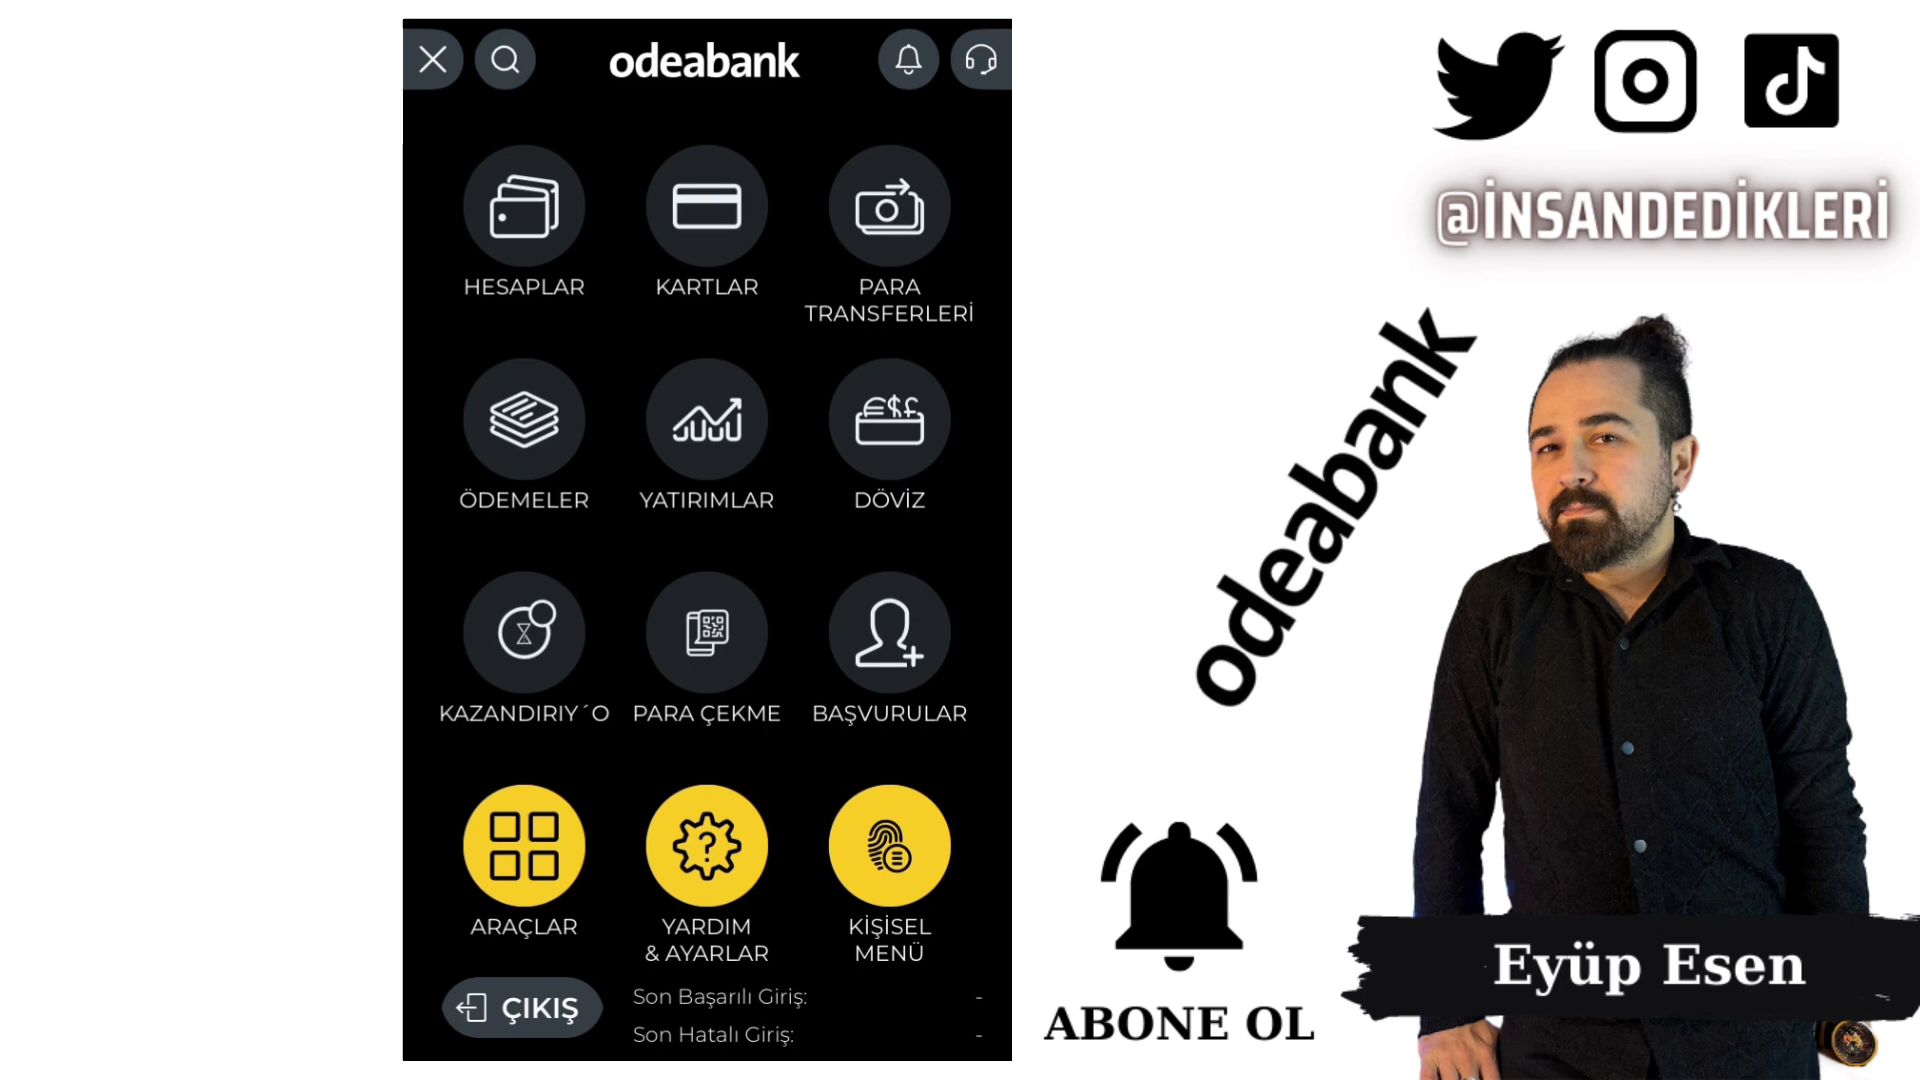 odeabank
HESAPLAR
KARTLAR
PARA
TRANSFERLERİ
ÖDEMELER
YATIRIMLAR
DÖVİZ
KAZANDIRIY´O
PARA ÇEKME
BAŞVURULAR
ARAÇLAR
YARDIM
& AYARLAR
KİŞİSEL
MENÜ
ÇIKIŞ
Son Başarılı Giriş: -
Son Hatalı Giriş: -
@İNSANDEDİKLERİ
odeabank
ABONE OL
Eyüp Esen